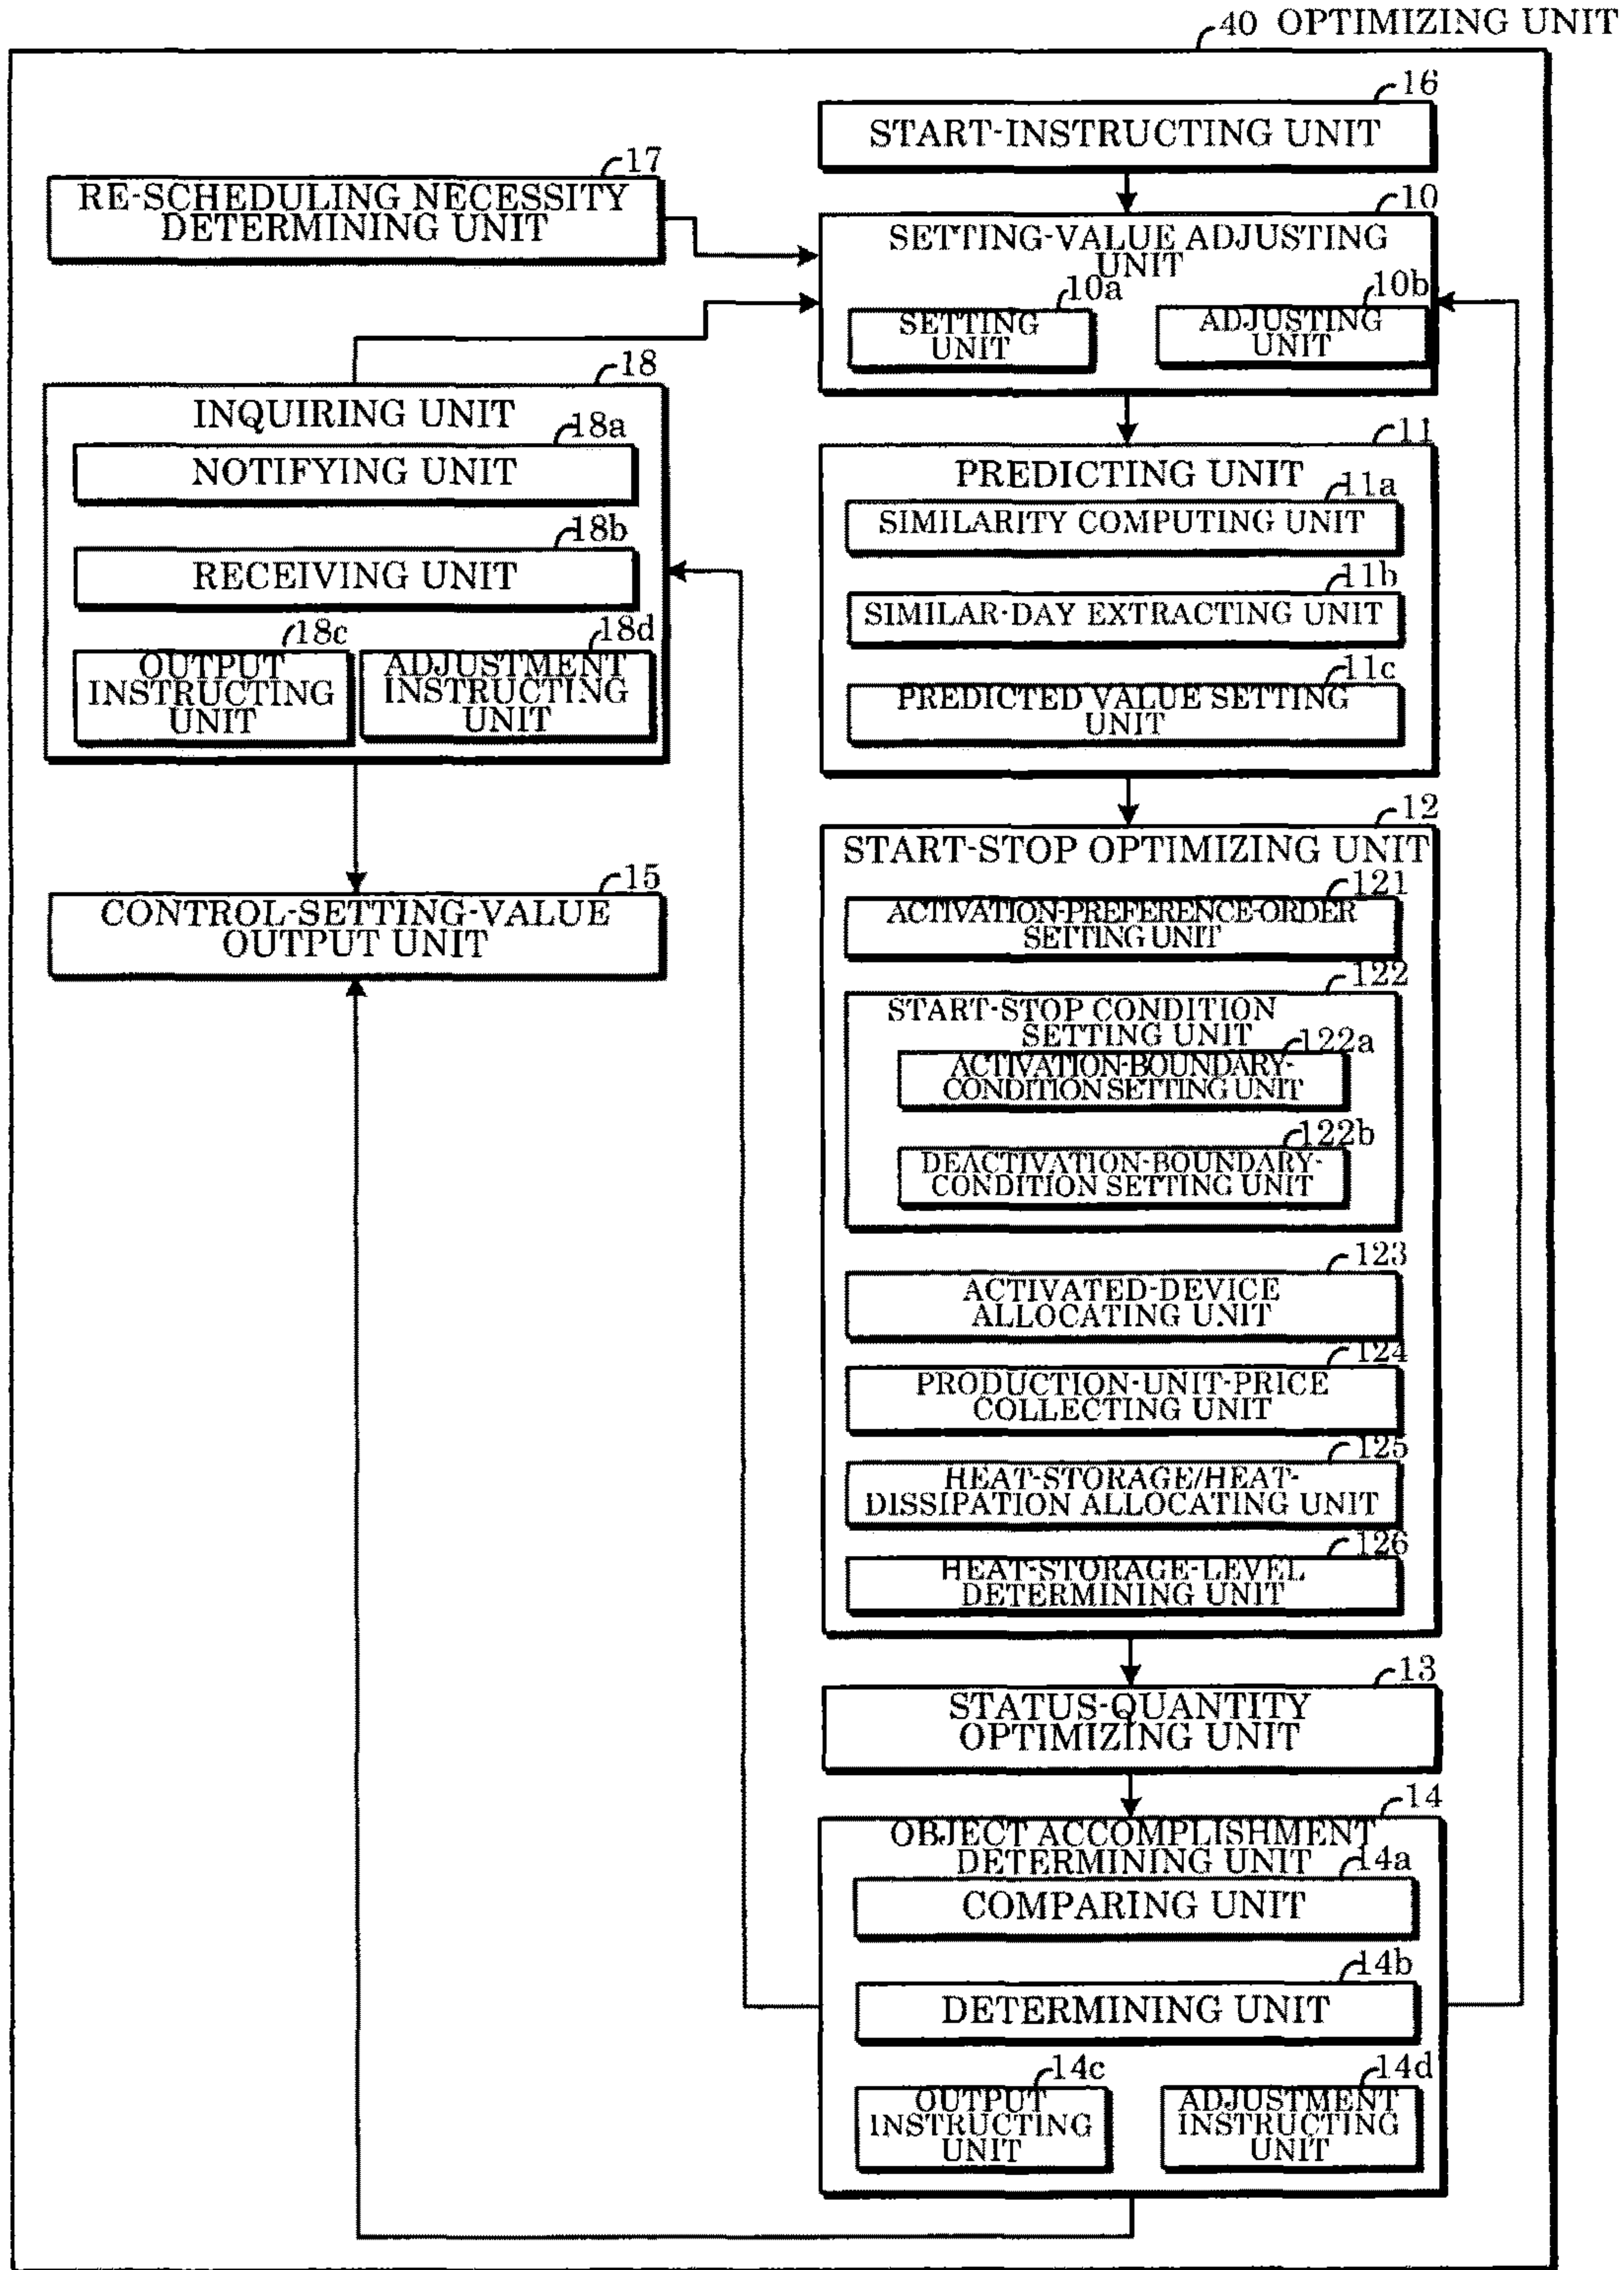 40 OPTIMIZING UNIT
16
START-INSTRUCTING UNIT
17
RE-SCHEDULING NECESSITY
DETERMINING UNIT
10
SETTING-VALUE ADJUSTING
UNIT
10a
SETTING
UNIT
10b
ADJUSTING
UNIT
18
INQUIRING UNIT
18a
NOTIFYING UNIT
18b
RECEIVING UNIT
18c
OUTPUT
INSTRUCTING
UNIT
18d
ADJUSTMENT
INSTRUCTING
UNIT
11
PREDICTING UNIT
11a
SIMILARITY COMPUTING UNIT
11b
SIMILAR-DAY EXTRACTING UNIT
11c
PREDICTED VALUE SETTING
UNIT
15
CONTROL-SETTING-VALUE
OUTPUT UNIT
12
START-STOP OPTIMIZING UNIT
121
ACTIVATION-PREFERENCE-ORDER
SETTING UNIT
122
START-STOP CONDITION
SETTING UNIT
122a
ACTIVATION-BOUNDARY-
CONDITION SETTING UNIT
122b
DEACTIVATION-BOUNDARY-
CONDITION SETTING UNIT
123
ACTIVATED-DEVICE
ALLOCATING UNIT
124
PRODUCTION-UNIT-PRICE
COLLECTING UNIT
125
HEAT-STORAGE/HEAT-
DISSIPATION ALLOCATING UNIT
126
HEAT-STORAGE-LEVEL
DETERMINING UNIT
13
STATUS-QUANTITY
OPTIMIZING UNIT
14
OBJECT ACCOMPLISHMENT
DETERMINING UNIT
14a
COMPARING UNIT
14b
DETERMINING UNIT
14c
OUTPUT
INSTRUCTING
UNIT
14d
ADJUSTMENT
INSTRUCTING
UNIT